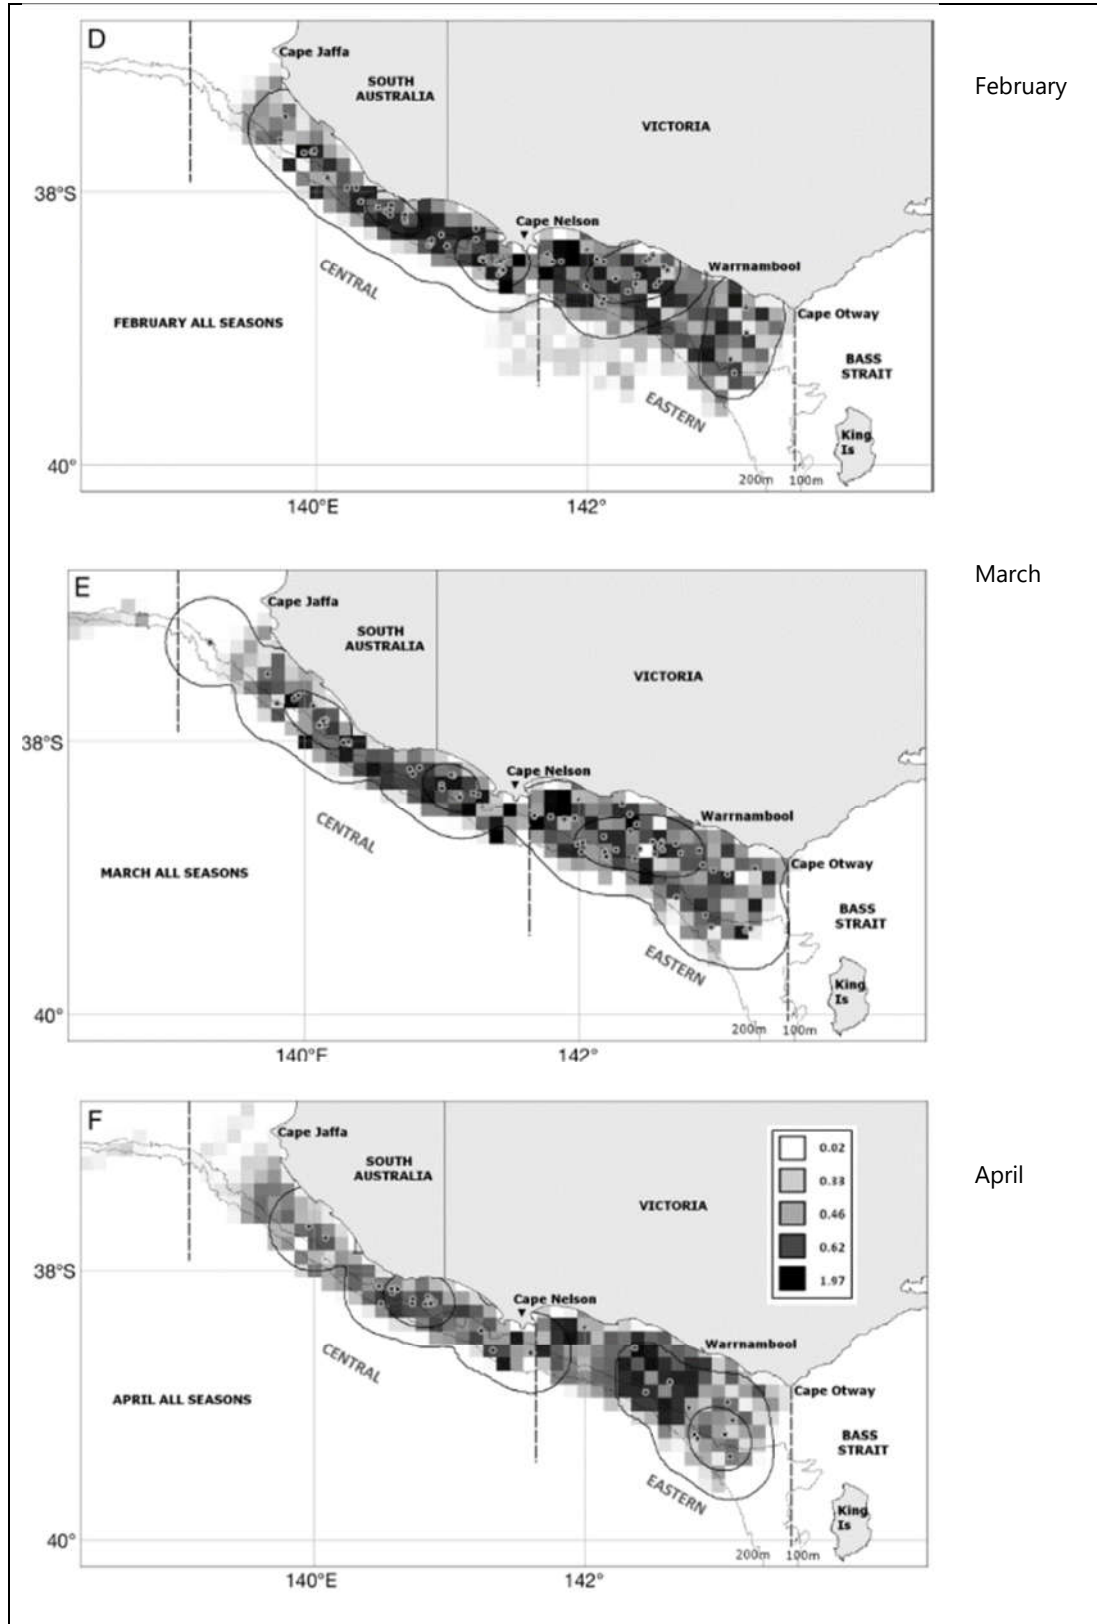 D
Cape Jaffa
SOUTH
AUSTRALIA
VICTORIA
February
38°S
Cape Nelson
CENTRAL
Warrnambool
FEBRUARY ALL SEASONS
Cape Otway
BASS
STRAIT
EASTERN
King
Is
40°
200m 100m
140°E
142°
March
E
Cape Jaffa
SOUTH
AUSTRALIA
VICTORIA
38°S
Cape Nelson
CENTRAL
Warrnambool
MARCH ALL SEASONS
Cape Otway
BASS
STRAIT
EASTERN
King
Is
40°
200m 100m
140°E
142°
F
Cape Jaffa
SOUTH
AUSTRALIA
VICTORIA
0.02
0.33
0.46
0.62
1.97
April
38°S
Cape Nelson
CENTRAL
Warrnambool
APRIL ALL SEASONS
Cape Otway
BASS
STRAIT
EASTERN
King
Is
40°
200m 100m
140°E
142°